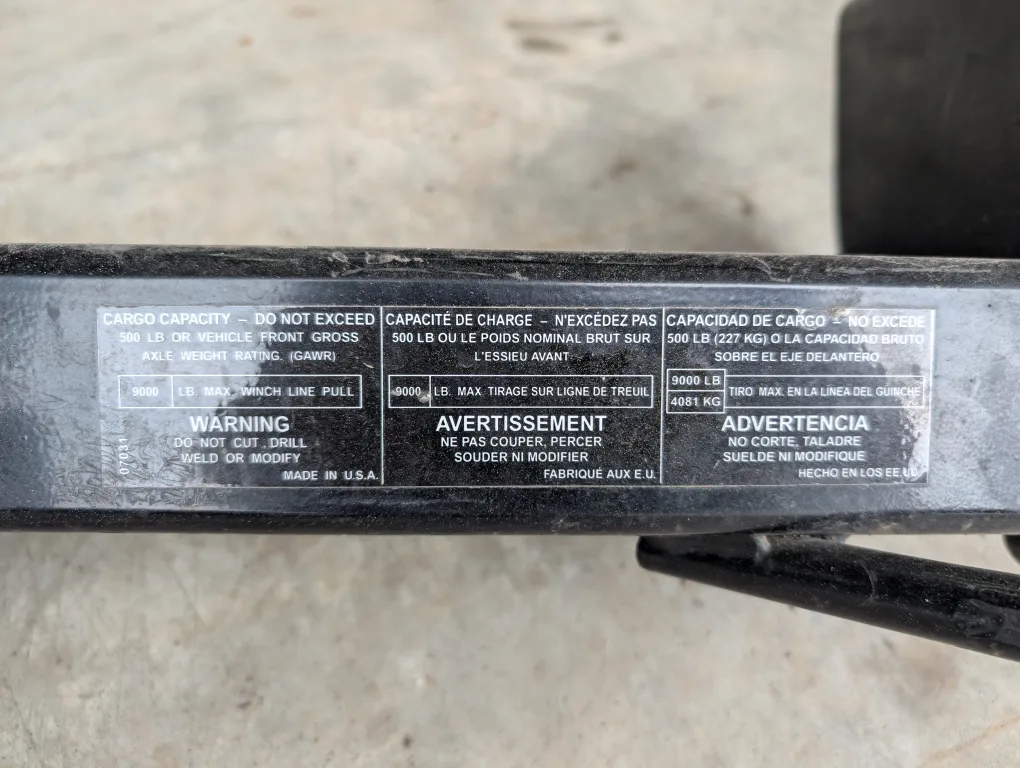 CARGO CAPACITY – DO NOT EXCEED
500 LB OR VEHICLE FRONT GROSS
AXLE WEIGHT RATING. (GAWR)
9000 LB. MAX. WINCH LINE PULL
WARNING
DO NOT CUT , DRILL
WELD OR MODIFY
MADE IN U.S.A.
07031
CAPACITÉ DE CHARGE – N'EXCÉDEZ PAS
500 LB OU LE POIDS NOMINAL BRUT SUR
L'ESSIEU AVANT
9000 LB. MAX. TIRAGE SUR LIGNE DE TREUIL
AVERTISSEMENT
NE PAS COUPER, PERCER
SOUDER NI MODIFIER
FABRIQUÉ AUX E.U.
CAPACIDAD DE CARGO – NO EXCEDE
500 LB (227 KG) O LA CAPACIDAD BRUTO
SOBRE EL EJE DELANTERO
9000 LB
4081 KG
TIRO MAX. EN LA LÍNEA DEL GÜINCHE
ADVERTENCIA
NO CORTE, TALADRE
SUELDE NI MODIFIQUE
HECHO EN LOS EE UU